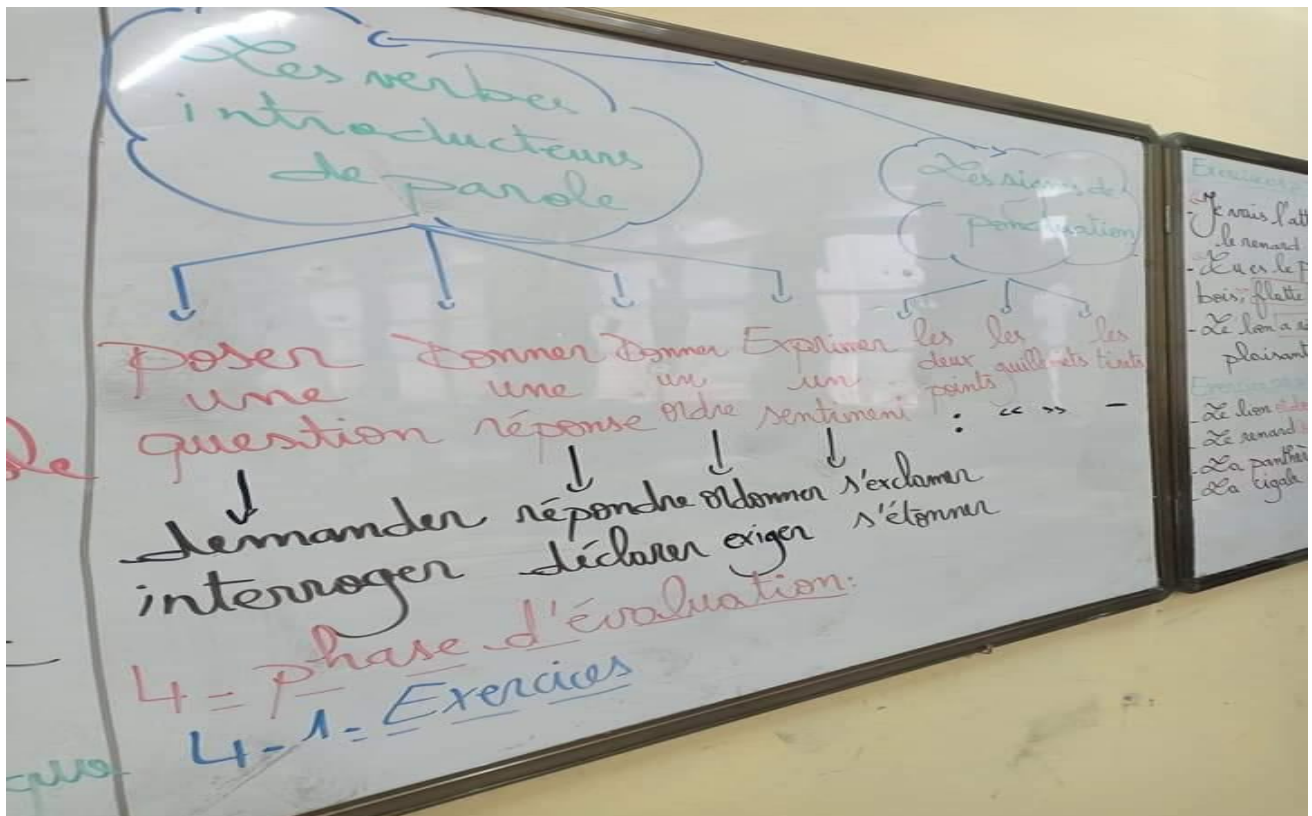 Les verbes
introducteurs
de parole
Les signes de
ponctuation
Poser une question
Donner une réponse
Donner un ordre
Exprimer un sentiment
les deux points :
les guillemets « »
les tirets -
demander répondre ordonner s'exclamer
interroger déclarer exiger s'étonner
4 - phase d'évaluation:
4-1- Exercices
Je vais l'att
le renard
bois, flatte
- Le lion a
plaisant
- Le lion
- Le renard
- La panthèr
- La cigale